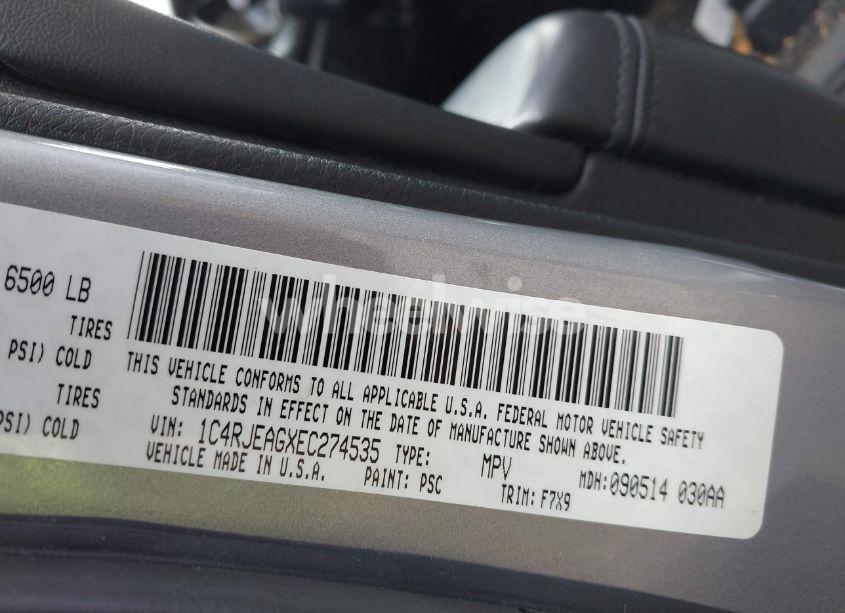 6500 LB
TIRES
PSI) COLD
TIRES
PSI) COLD
wheelwise
THIS VEHICLE CONFORMS TO ALL APPLICABLE U.S.A. FEDERAL MOTOR VEHICLE SAFETY
STANDARDS IN EFFECT ON THE DATE OF MANUFACTURE SHOWN ABOVE.
VIN: 1C4RJEAGXEC274535 TYPE: MPV MDH:090514 030AA
VEHICLE MADE IN U.S.A. PAINT: PSC TRIM: F7X9